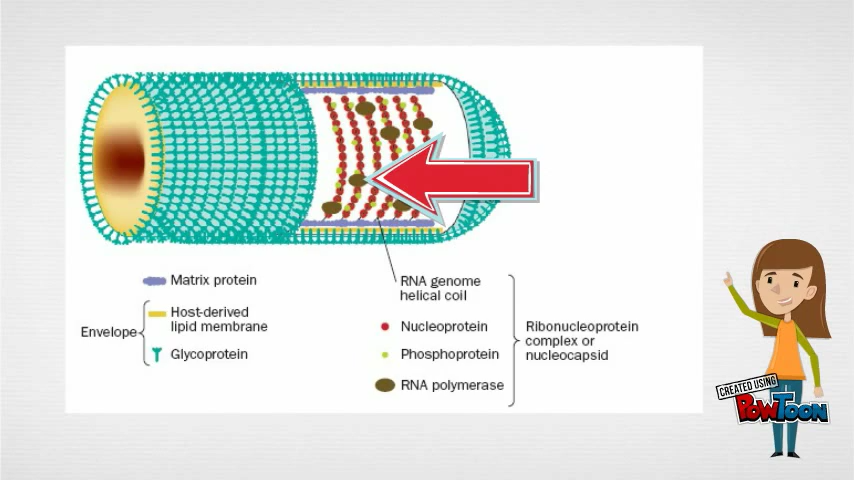 Matrix protein
Envelope
Host-derived
lipid membrane
Glycoprotein
RNA genome
helical coil
Nucleoprotein
Phosphoprotein
RNA polymerase
Ribonucleoprotein
complex or
nucleocapsid
CREATED USING
POWTOON